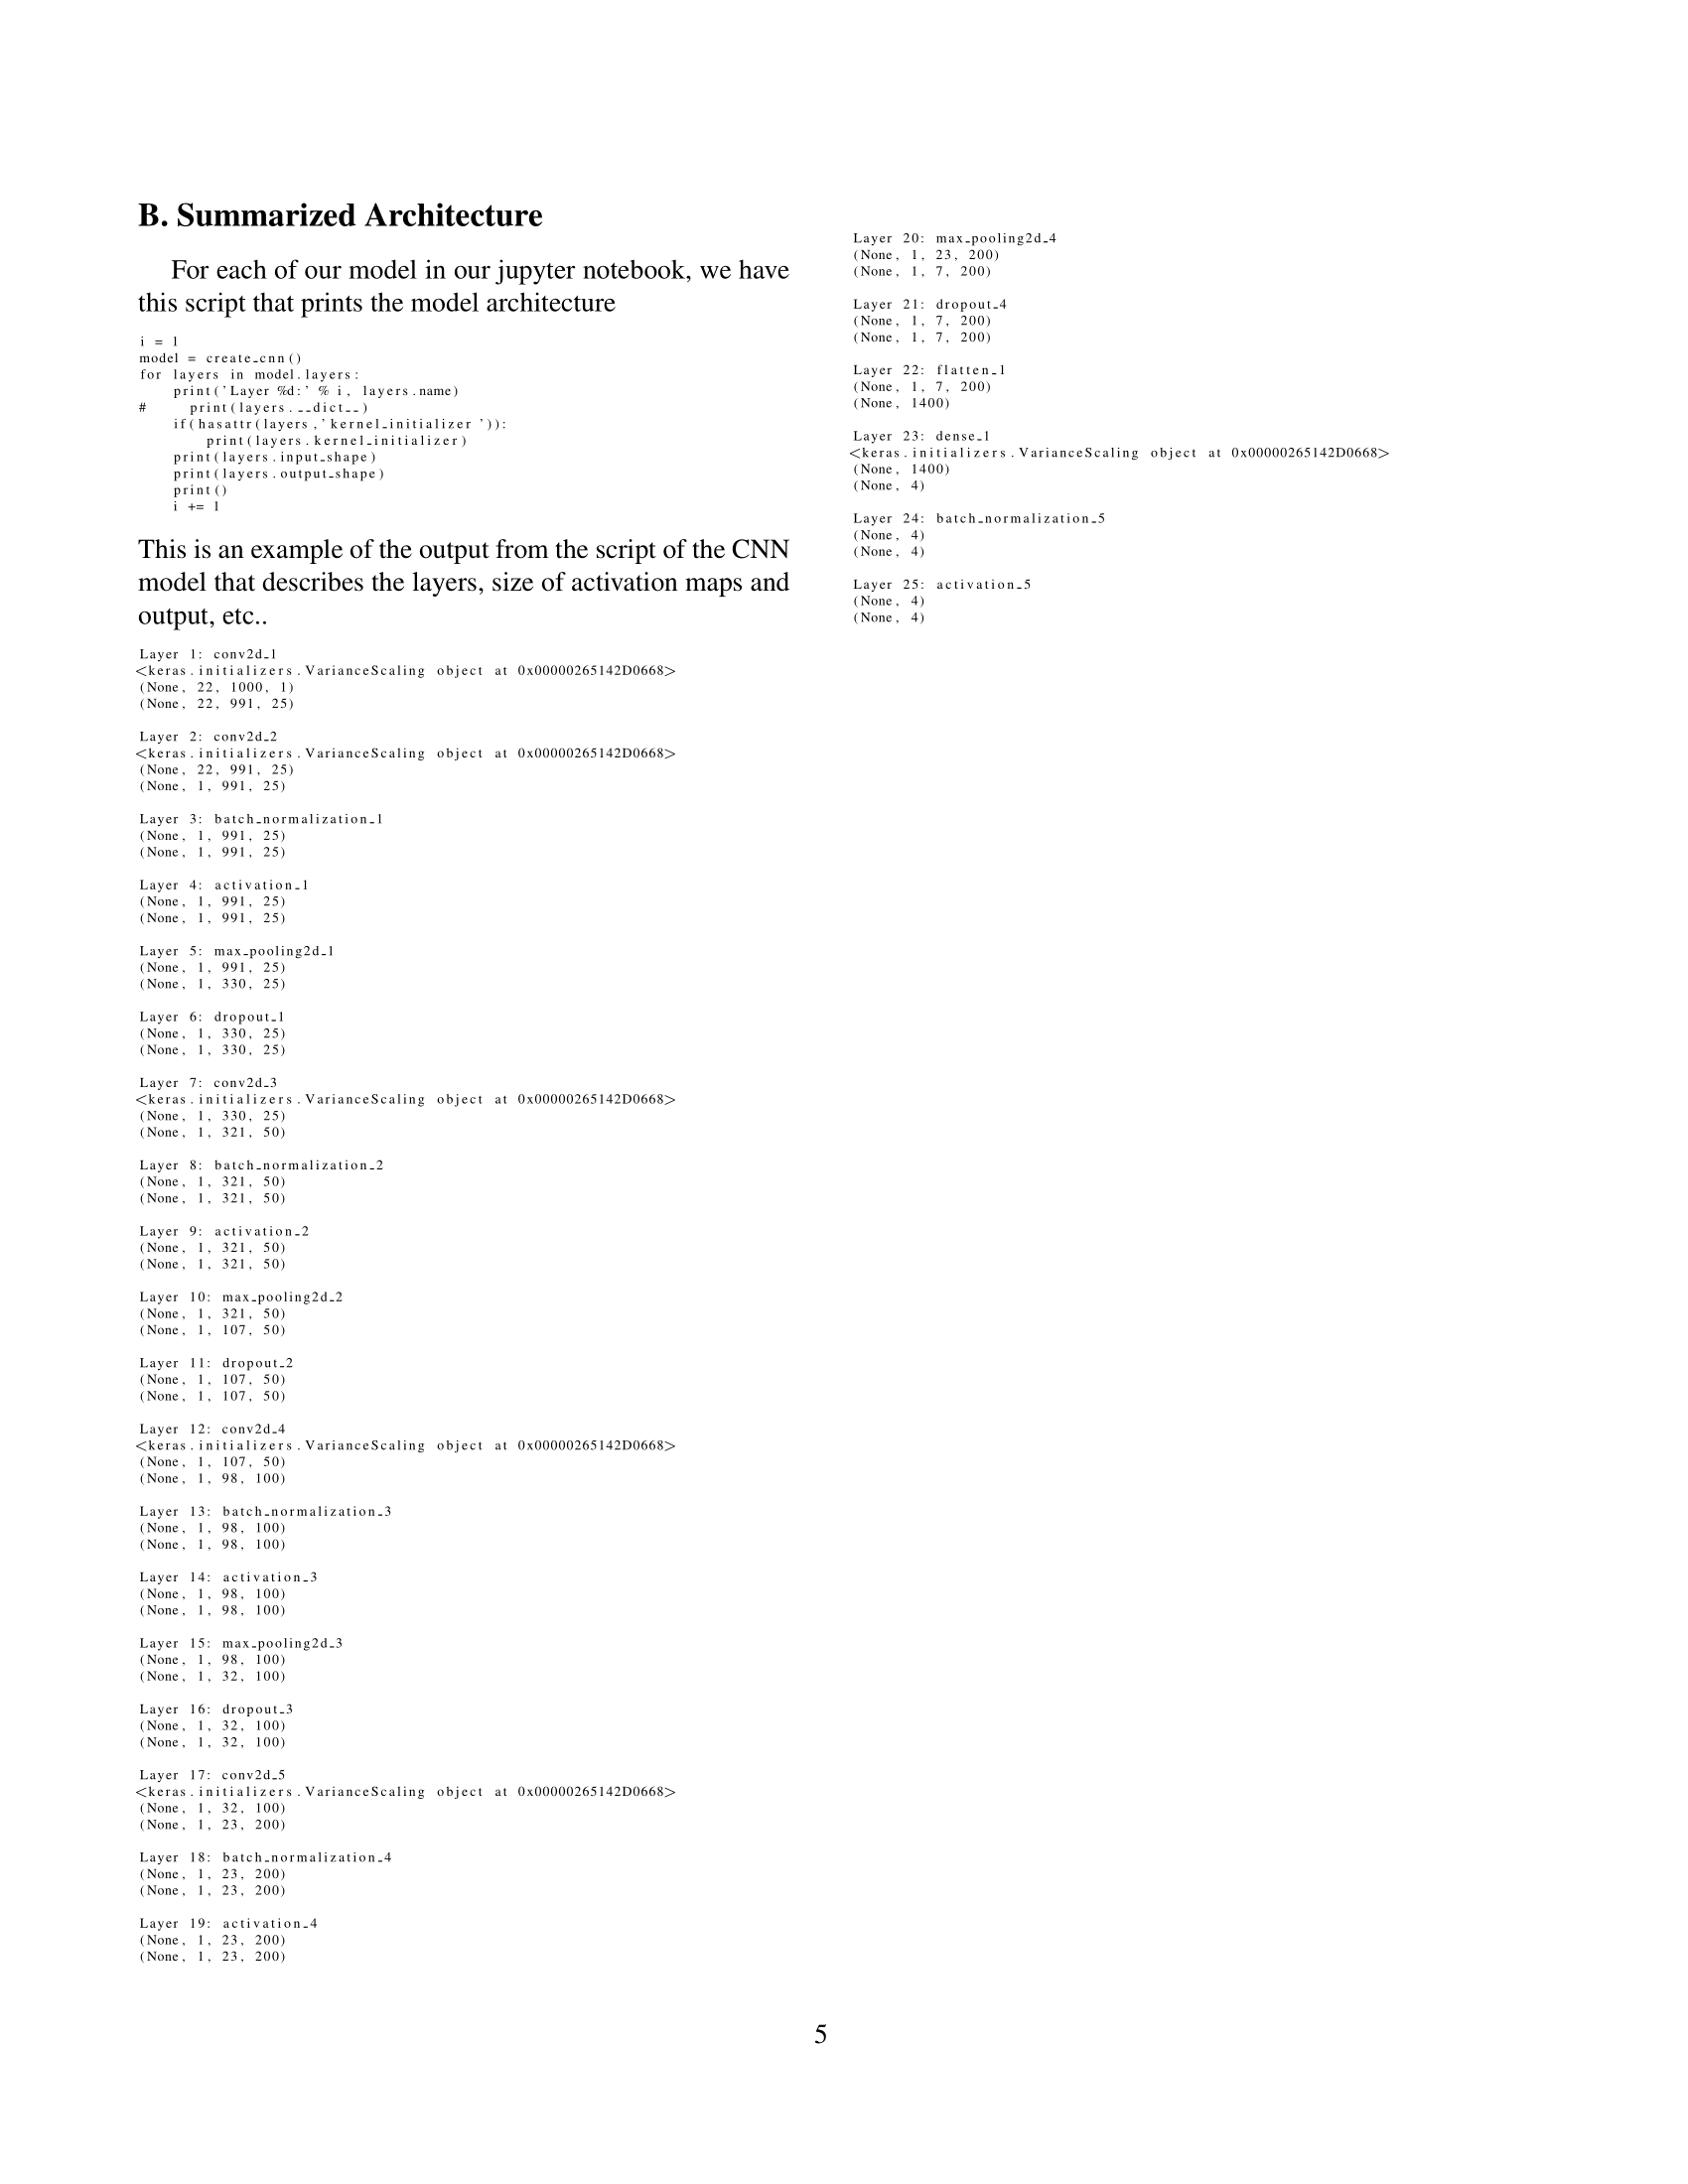 B. Summarized Architecture
For each of our model in our jupyter notebook, we have
this script that prints the model architecture
i = 1
model = create_cnn()
for layers in model.layers:
    print('Layer %d:' % i, layers.name)
#     print(layers.__dict__)
    if(hasattr(layers,'kernel_initializer')):
        print(layers.kernel_initializer)
    print(layers.input_shape)
    print(layers.output_shape)
    print()
    i += 1
This is an example of the output from the script of the CNN
model that describes the layers, size of activation maps and
output, etc..
Layer 1: conv2d_1
<keras.initializers.VarianceScaling object at 0x00000265142D0668>
(None, 22, 1000, 1)
(None, 22, 991, 25)
Layer 2: conv2d_2
<keras.initializers.VarianceScaling object at 0x00000265142D0668>
(None, 22, 991, 25)
(None, 1, 991, 25)
Layer 3: batch_normalization_1
(None, 1, 991, 25)
(None, 1, 991, 25)
Layer 4: activation_1
(None, 1, 991, 25)
(None, 1, 991, 25)
Layer 5: max_pooling2d_1
(None, 1, 991, 25)
(None, 1, 330, 25)
Layer 6: dropout_1
(None, 1, 330, 25)
(None, 1, 330, 25)
Layer 7: conv2d_3
<keras.initializers.VarianceScaling object at 0x00000265142D0668>
(None, 1, 330, 25)
(None, 1, 321, 50)
Layer 8: batch_normalization_2
(None, 1, 321, 50)
(None, 1, 321, 50)
Layer 9: activation_2
(None, 1, 321, 50)
(None, 1, 321, 50)
Layer 10: max_pooling2d_2
(None, 1, 321, 50)
(None, 1, 107, 50)
Layer 11: dropout_2
(None, 1, 107, 50)
(None, 1, 107, 50)
Layer 12: conv2d_4
<keras.initializers.VarianceScaling object at 0x00000265142D0668>
(None, 1, 107, 50)
(None, 1, 98, 100)
Layer 13: batch_normalization_3
(None, 1, 98, 100)
(None, 1, 98, 100)
Layer 14: activation_3
(None, 1, 98, 100)
(None, 1, 98, 100)
Layer 15: max_pooling2d_3
(None, 1, 98, 100)
(None, 1, 32, 100)
Layer 16: dropout_3
(None, 1, 32, 100)
(None, 1, 32, 100)
Layer 17: conv2d_5
<keras.initializers.VarianceScaling object at 0x00000265142D0668>
(None, 1, 32, 100)
(None, 1, 23, 200)
Layer 18: batch_normalization_4
(None, 1, 23, 200)
(None, 1, 23, 200)
Layer 19: activation_4
(None, 1, 23, 200)
(None, 1, 23, 200)
Layer 20: max_pooling2d_4
(None, 1, 23, 200)
(None, 1, 7, 200)
Layer 21: dropout_4
(None, 1, 7, 200)
(None, 1, 7, 200)
Layer 22: flatten_1
(None, 1, 7, 200)
(None, 1400)
Layer 23: dense_1
<keras.initializers.VarianceScaling object at 0x00000265142D0668>
(None, 1400)
(None, 4)
Layer 24: batch_normalization_5
(None, 4)
(None, 4)
Layer 25: activation_5
(None, 4)
(None, 4)
5